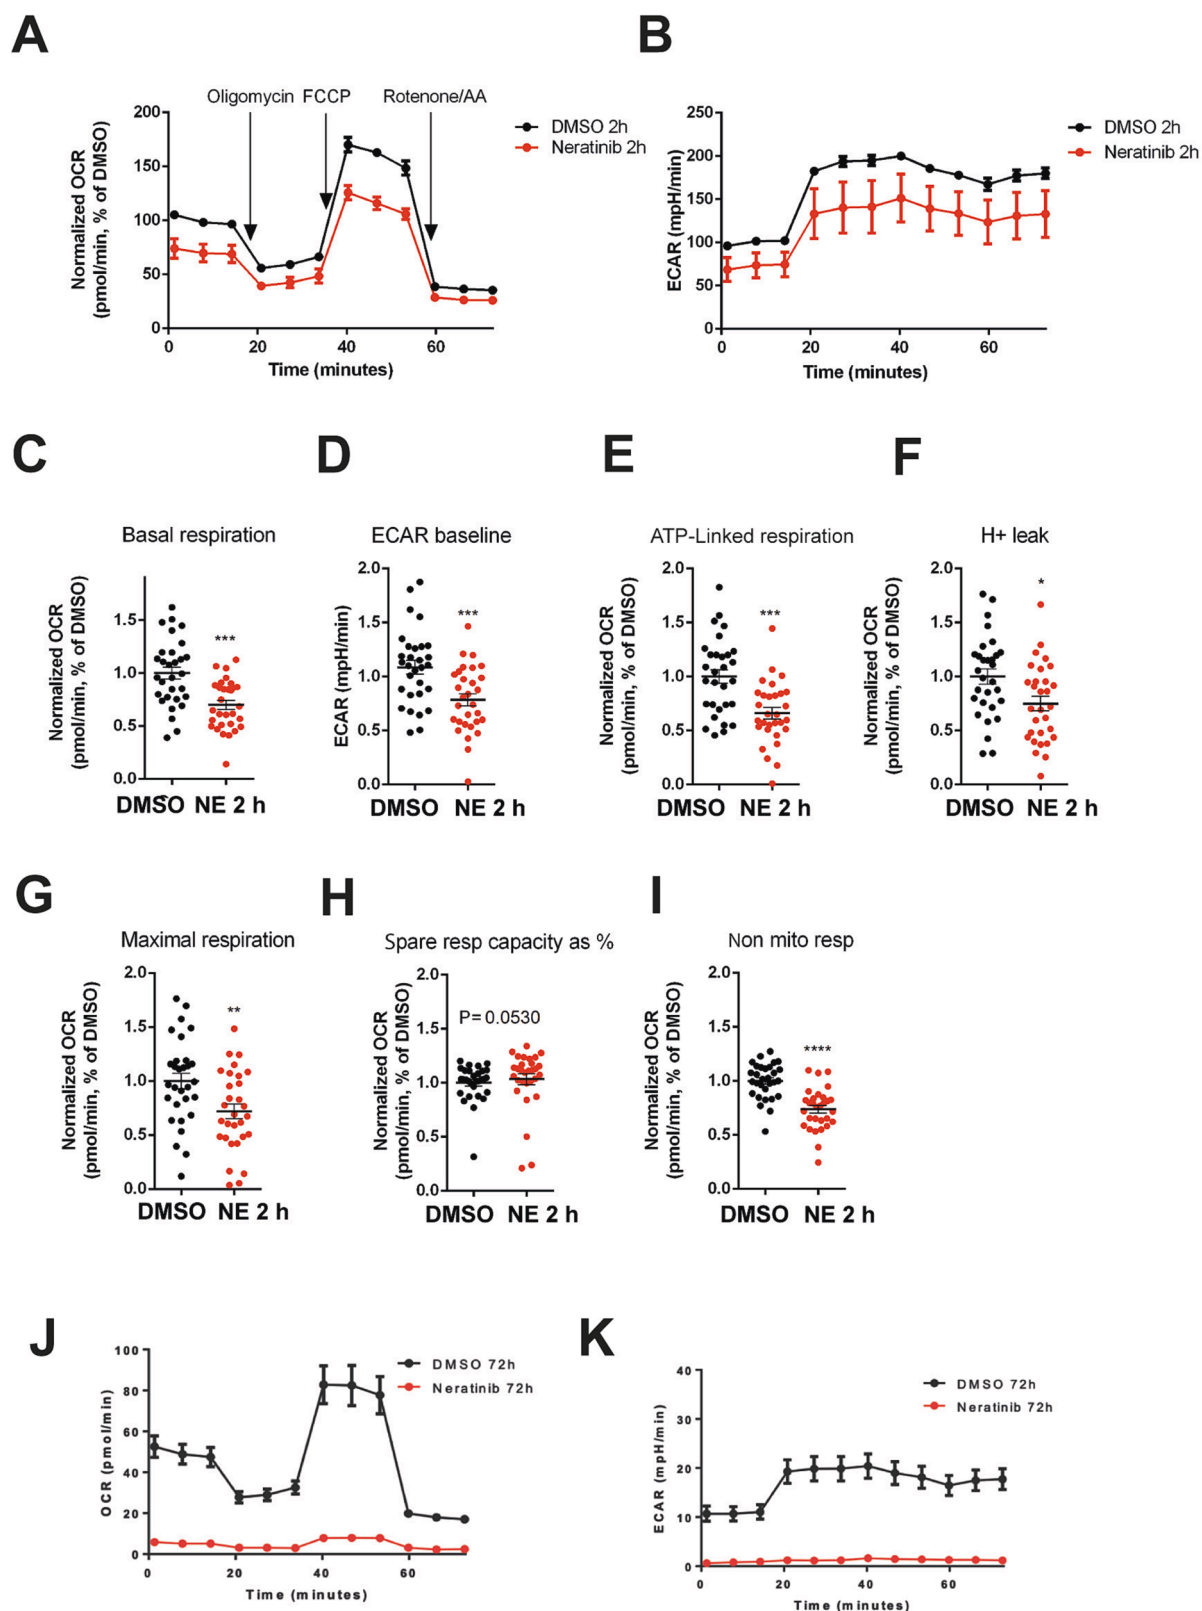 A
B
Oligomycin FCCP Rotenone/AA
Normalized OCR
(pmol/min, % of DMSO)
200
150
100
50
0
0 20 40 60
Time (minutes)
DMSO 2h
Neratinib 2h
ECAR (mpH/min)
250
200
150
100
50
0
0 20 40 60
Time (minutes)
DMSO 2h
Neratinib 2h
C
D
E
F
Basal respiration
Normalized OCR
(pmol/min, % of DMSO)
1.5
1.0
0.5
0.0
***
DMSO NE 2 h
ECAR baseline
ECAR (mpH/min)
2.0
1.5
1.0
0.5
0.0
***
DMSO NE 2 h
ATP-Linked respiration
Normalized OCR
(pmol/min, % of DMSO)
2.0
1.5
1.0
0.5
0.0
***
DMSO NE 2 h
H+ leak
Normalized OCR
(pmol/min, % of DMSO)
2.0
1.5
1.0
0.5
0.0
*
DMSO NE 2 h
G
H
I
Maximal respiration
Normalized OCR
(pmol/min, % of DMSO)
2.0
1.5
1.0
0.5
0.0
**
DMSO NE 2 h
Spare resp capacity as %
Normalized OCR
(pmol/min, % of DMSO)
2.0
1.5
1.0
0.5
0.0
P= 0.0530
DMSO NE 2 h
Non mito resp
Normalized OCR
(pmol/min, % of DMSO)
2.0
1.5
1.0
0.5
0.0
****
DMSO NE 2 h
J
K
OCR (pmol/min)
100
80
60
40
20
0
0 20 40 60
Time (minutes)
DMSO 72h
Neratinib 72h
ECAR (mpH/min)
40
30
20
10
0
0 20 40 60
Time (minutes)
DMSO 72h
Neratinib 72h